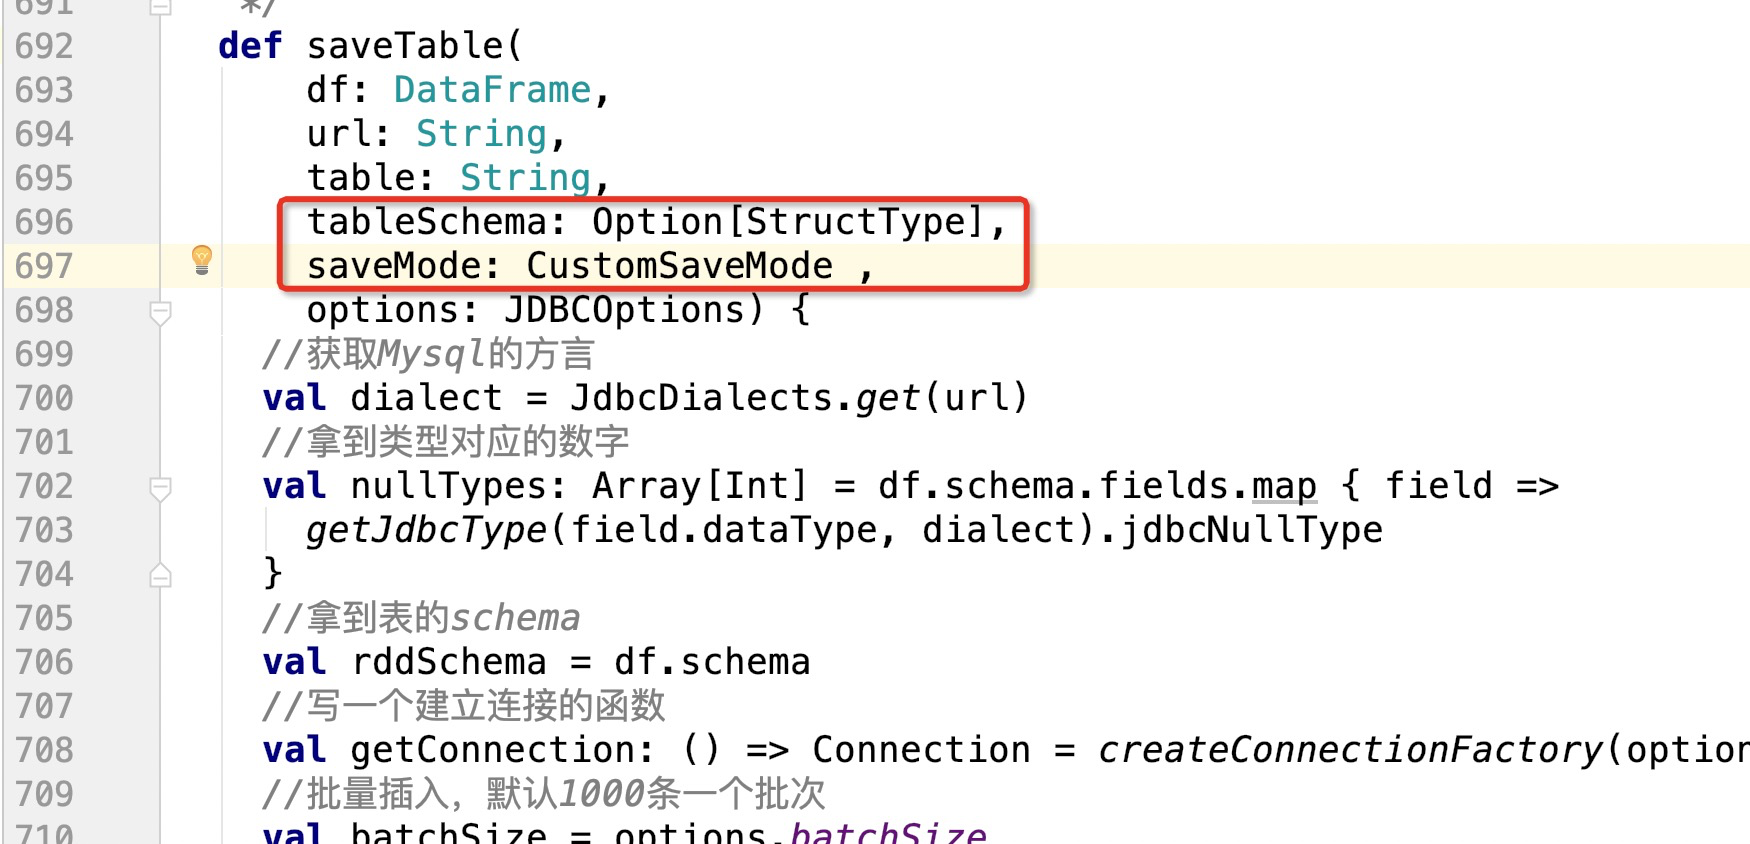 691 */
692 def saveTable(
693 df: DataFrame,
694 url: String,
695 table: String,
696 tableSchema: Option[StructType],
697 saveMode: CustomSaveMode ,
698 options: JDBCOptions) {
699 //获取Mysql的方言
700 val dialect = JdbcDialects.get(url)
701 //拿到类型对应的数字
702 val nullTypes: Array[Int] = df.schema.fields.map { field =>
703 getJdbcType(field.dataType, dialect).jdbcNullType
704 }
705 //拿到表的schema
706 val rddSchema = df.schema
707 //写一个建立连接的函数
708 val getConnection: () => Connection = createConnectionFactory(option
709 //批量插入，默认1000条一个批次
710 val batchSize = options.batchSize